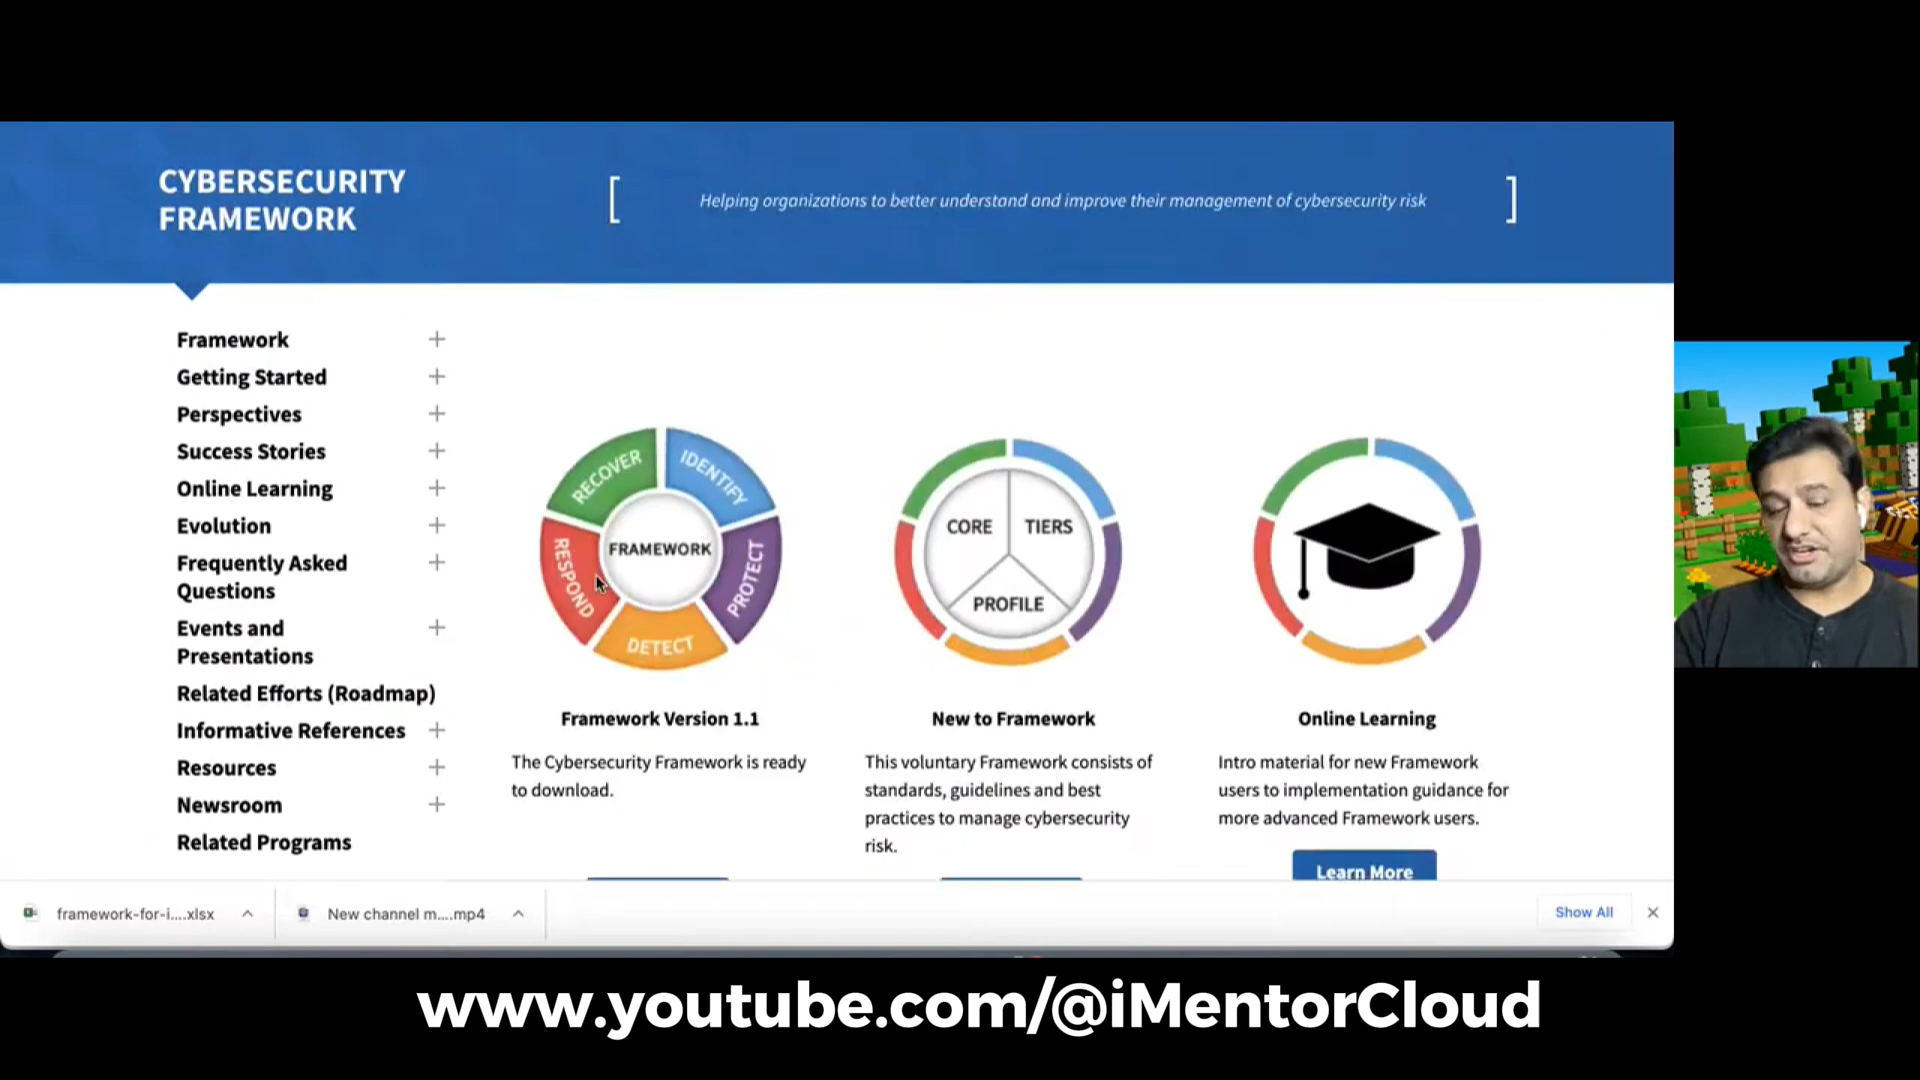 CYBERSECURITY
FRAMEWORK
[ Helping organizations to better understand and improve their management of cybersecurity risk ]
Framework +
Getting Started +
Perspectives +
Success Stories +
Online Learning +
Evolution +
Frequently Asked +
Questions
Events and +
Presentations
Related Efforts (Roadmap)
Informative References +
Resources +
Newsroom +
Related Programs
RECOVER
IDENTIFY
PROTECT
DETECT
RESPOND
FRAMEWORK
Framework Version 1.1
The Cybersecurity Framework is ready
to download.
CORE
TIERS
PROFILE
New to Framework
This voluntary Framework consists of
standards, guidelines and best
practices to manage cybersecurity
risk.
Online Learning
Intro material for new Framework
users to implementation guidance for
more advanced Framework users.
Learn More
framework-for-i....xlsx
New channel m....mp4
Show All
www.youtube.com/@iMentorCloud